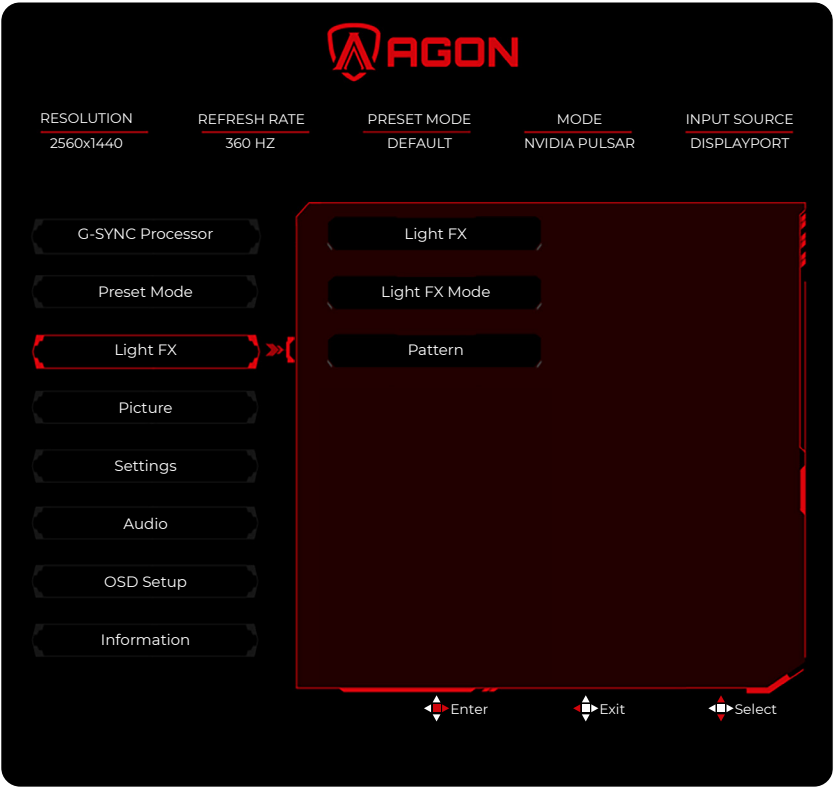 AGON
RESOLUTION
2560x1440
REFRESH RATE
360 HZ
PRESET MODE
DEFAULT
MODE
NVIDIA PULSAR
INPUT SOURCE
DISPLAYPORT
G-SYNC Processor
Preset Mode
Light FX
Picture
Settings
Audio
OSD Setup
Information
Light FX
Light FX Mode
Pattern
Enter
Exit
Select